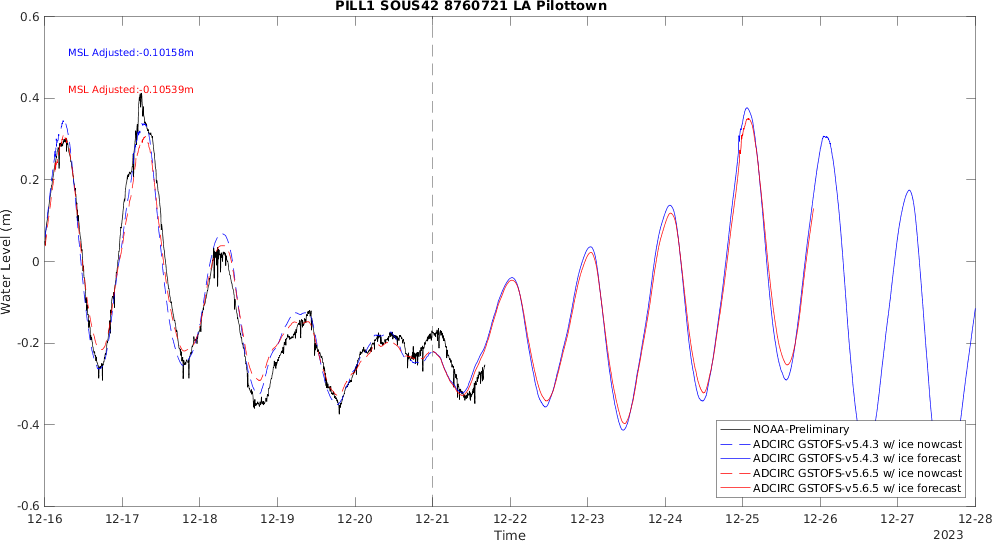 PILL1 SOUS42 8760721 LA Pilottown
MSL Adjusted:-0.10158m
MSL Adjusted:-0.10539m
Water Level (m)
0.6
0.4
0.2
0
-0.2
-0.4
-0.6
NOAA-Preliminary
ADCIRC GSTOFS-v5.4.3 w/ ice nowcast
ADCIRC GSTOFS-v5.4.3 w/ ice forecast
ADCIRC GSTOFS-v5.6.5 w/ ice nowcast
ADCIRC GSTOFS-v5.6.5 w/ ice forecast
12-16 12-17 12-18 12-19 12-20 12-21 12-22 12-23 12-24 12-25 12-26 12-27 12-28
Time
2023